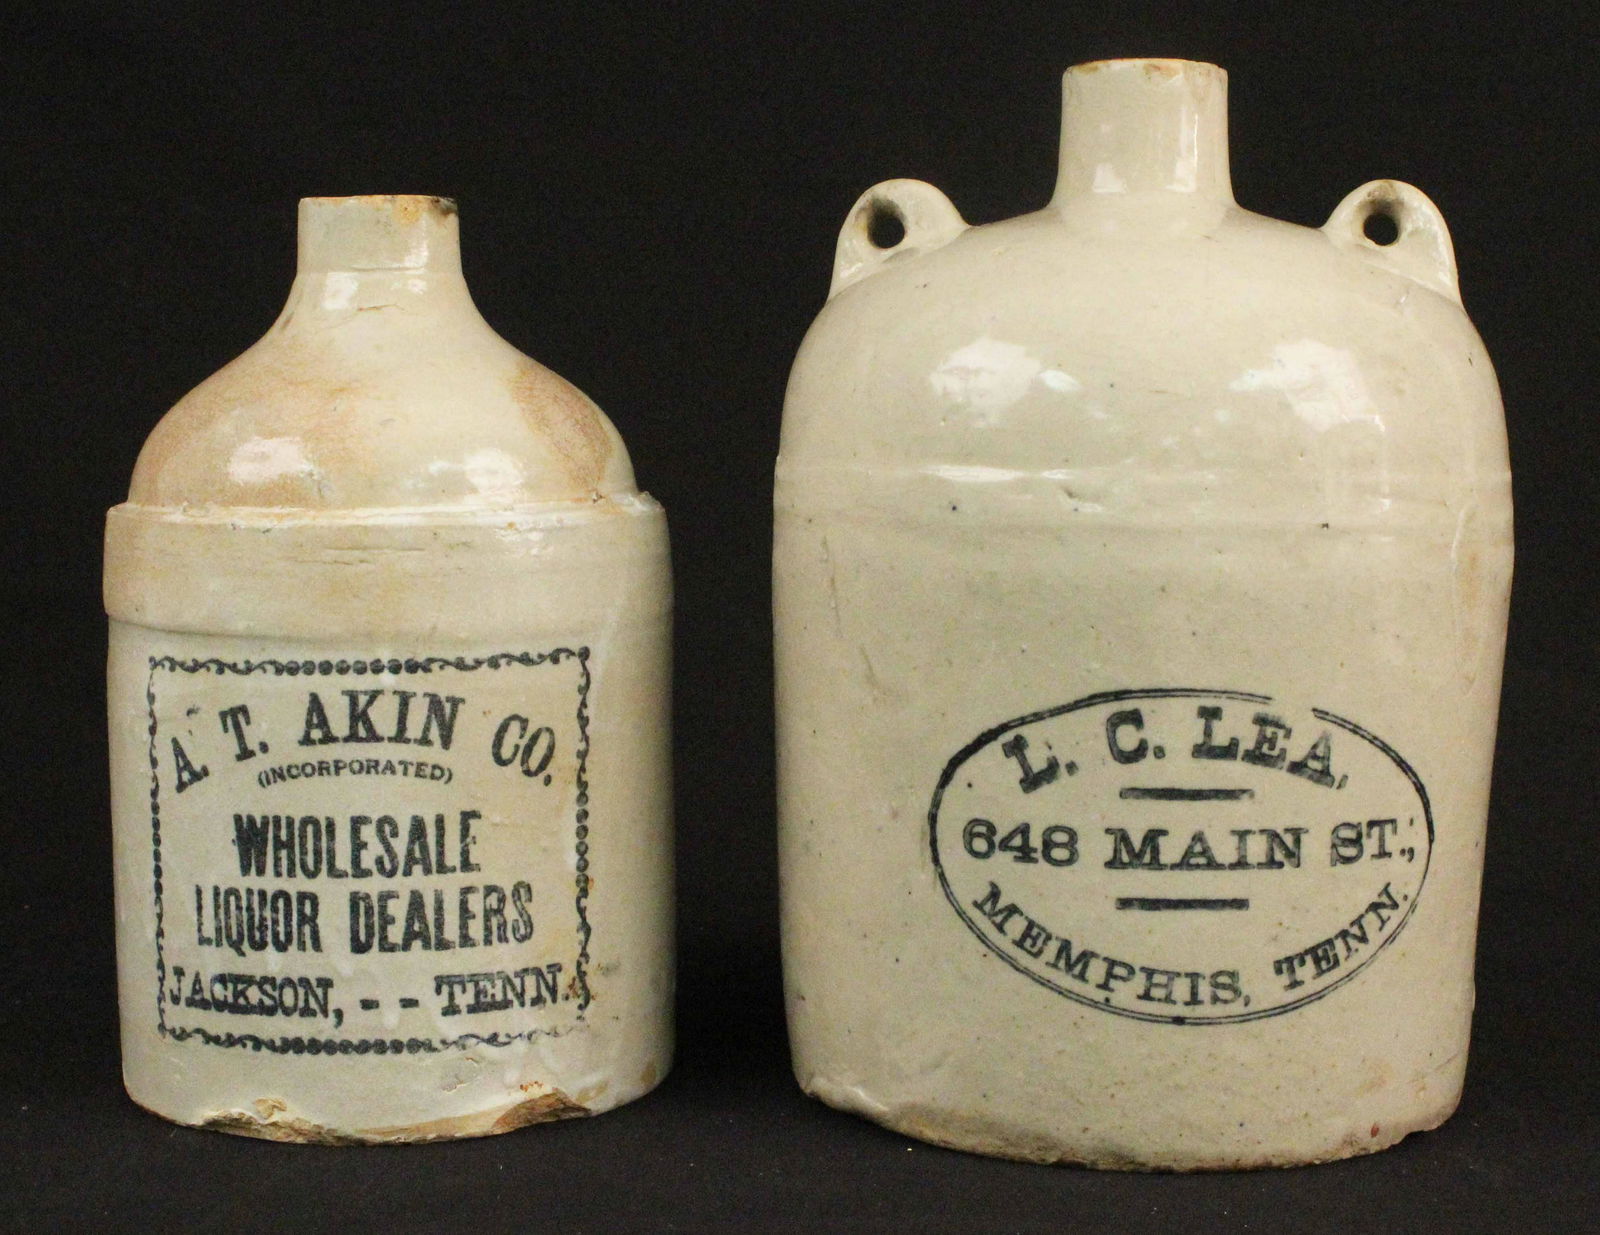 A. T. AKIN CO.
(INCORPORATED)
WHOLESALE
LIQUOR DEALERS
JACKSON, - - TENN.
L. C. LEA,
648 MAIN ST.,
MEMPHIS, TENN.